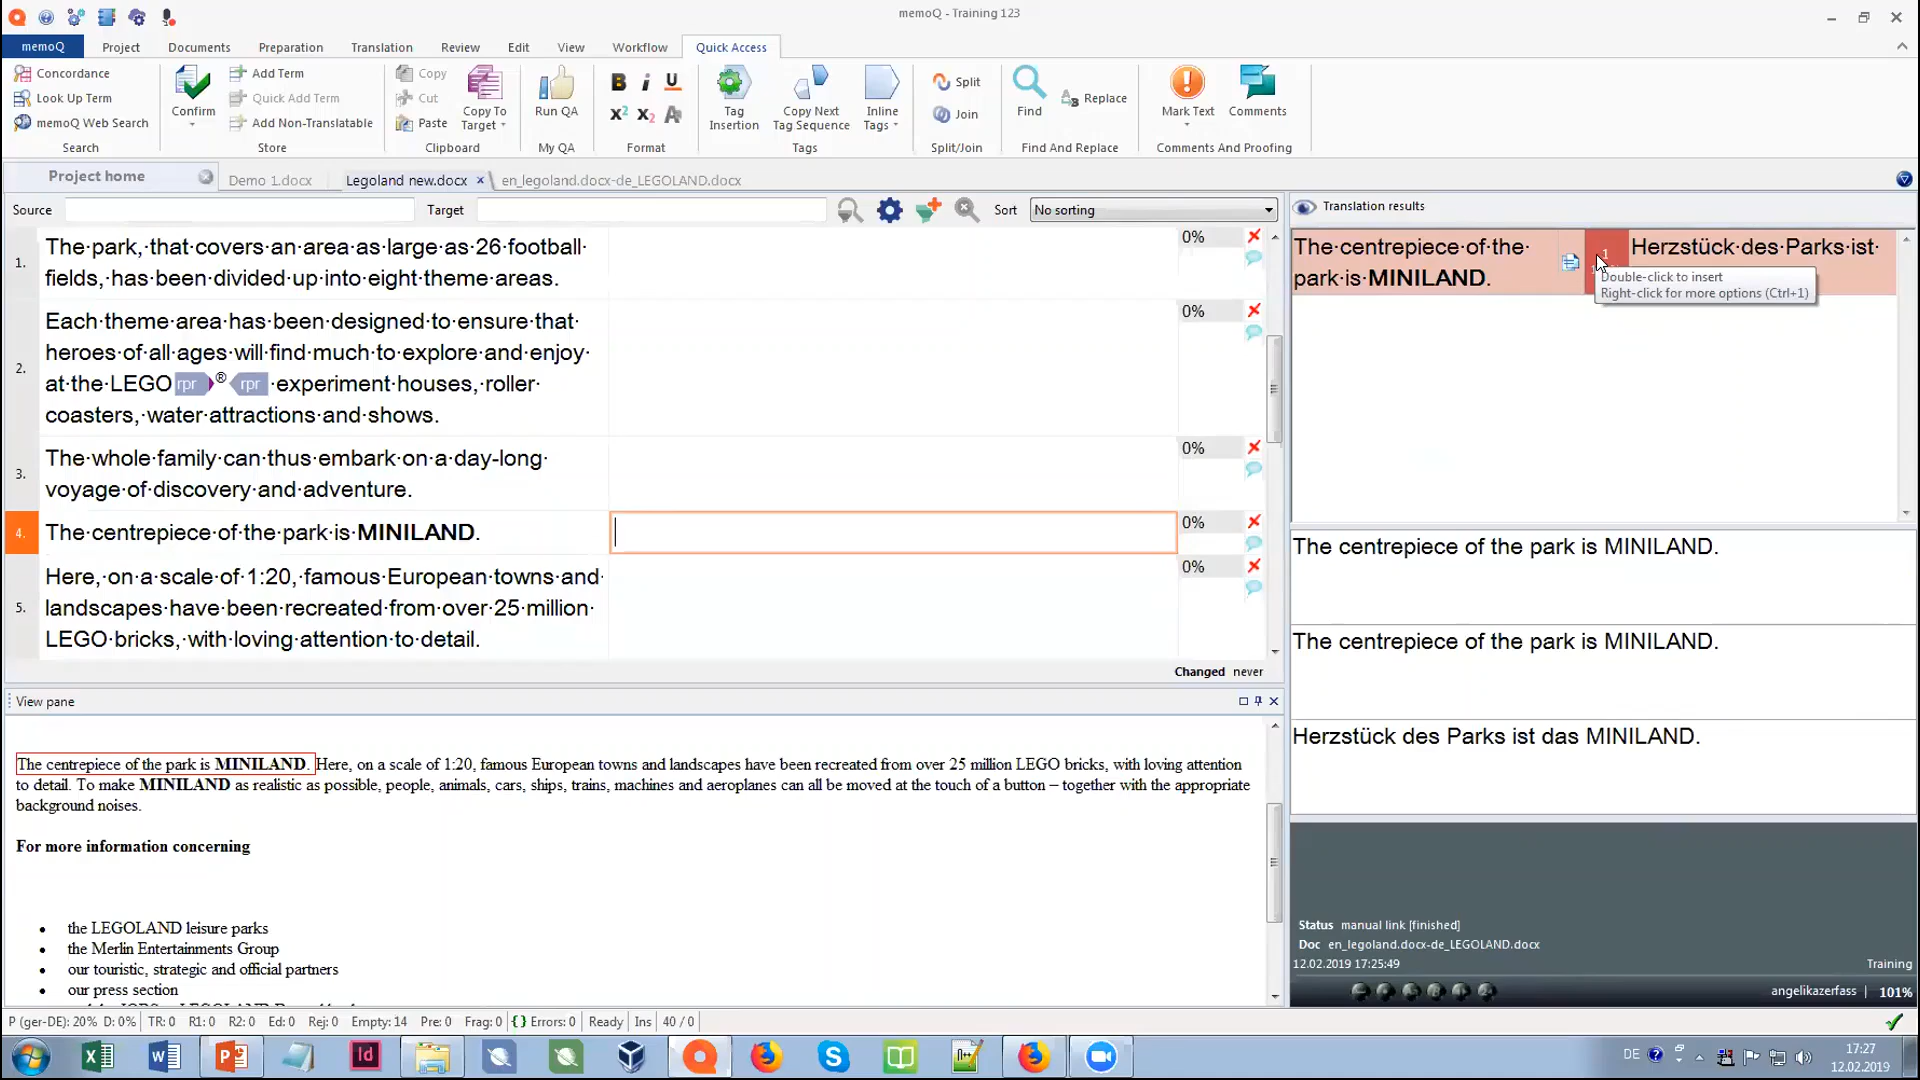 memoQ - Training 123
memoQ Project Documents Preparation Translation Review Edit View Workflow Quick Access
Concordance
Look Up Term
memoQ Web Search
Search
Confirm
Add Term
Quick Add Term
Add Non-Translatable
Store
Copy
Cut
Paste
Copy To
Target
Clipboard
Run QA
My QA
Format
Tag
Insertion
Copy Next
Tag Sequence
Inline
Tags
Tags
Split
Join
Split/Join
Find
Replace
Find And Replace
Mark Text
Comments
Comments And Proofing
Project home
Demo 1.docx
Legoland new.docx
en_legoland.docx-de_LEGOLAND.docx
Source
Target
Sort
No sorting
1.
The·park,·that·covers·an·area·as·large·as·26·football·
fields,·has·been·divided·up·into·eight·theme·areas.
0%
2.
Each·theme·area·has·been·designed·to·ensure·that·
heroes·of·all·ages·will·find·much·to·explore·and·enjoy·
at·the·LEGO rpr ® rpr ·experiment·houses,·roller·
coasters,·water·attractions·and·shows.
0%
3.
The·whole·family·can·thus·embark·on·a·day-long·
voyage·of·discovery·and·adventure.
0%
4.
The·centrepiece·of·the·park·is·MINILAND.
0%
5.
Here,·on·a·scale·of·1:20,·famous·European·towns·and·
landscapes·have·been·recreated·from·over·25·million·
LEGO·bricks,·with·loving·attention·to·detail.
0%
Changed never
View pane
The centrepiece of the park is MINILAND. Here, on a scale of 1:20, famous European towns and landscapes have been recreated from over 25 million LEGO bricks, with loving attention
to detail. To make MINILAND as realistic as possible, people, animals, cars, ships, trains, machines and aeroplanes can all be moved at the touch of a button – together with the appropriate
background noises.
For more information concerning
• the LEGOLAND leisure parks
• the Merlin Entertainments Group
• our touristic, strategic and official partners
• our press section
Translation results
The·centrepiece·of·the·
park·is·MINILAND.
1
Herzstück·des·Parks·ist·
Double-click to insert
Right-click for more options (Ctrl+1)
The centrepiece of the park is MINILAND.
The centrepiece of the park is MINILAND.
Herzstück des Parks ist das MINILAND.
Status manual link [finished]
Doc en_legoland.docx-de_LEGOLAND.docx
12.02.2019 17:25:49
Training
angelikazerfass | 101%
P (ger-DE): 20% D: 0% TR: 0 R1: 0 R2: 0 Ed: 0 Rej: 0 Empty: 14 Pre: 0 Frag: 0 {} Errors: 0 Ready Ins 40 / 0
DE
17:27
12.02.2019